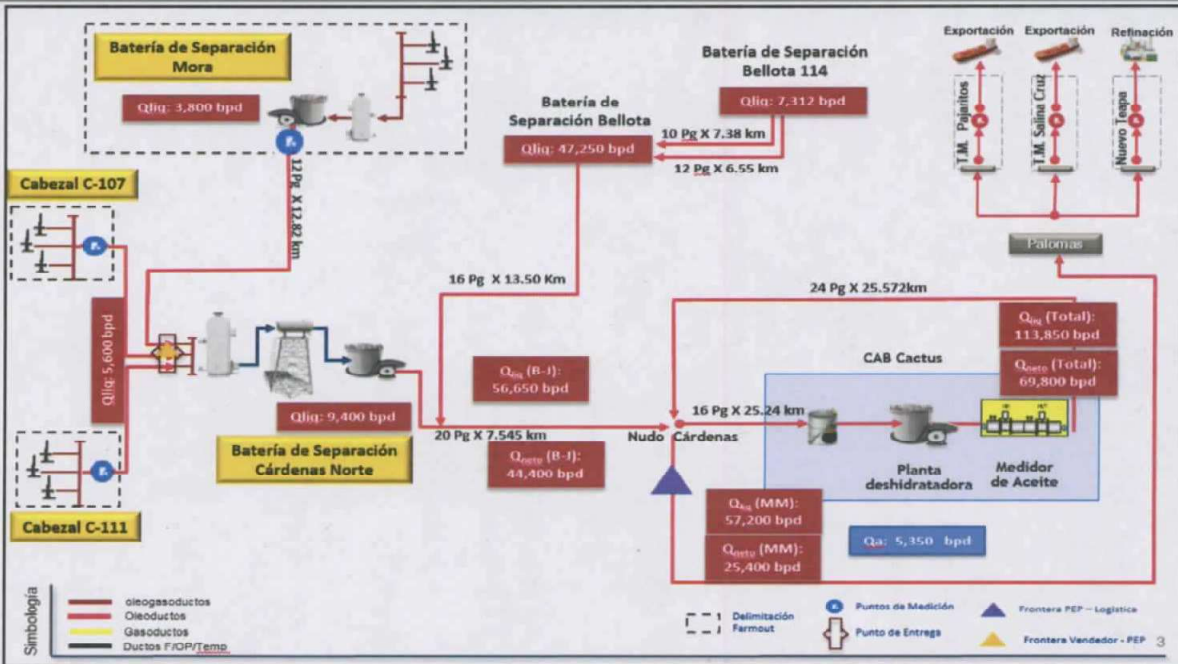 Batería de Separación
Mora
Qliq: 3,800 bpd
12Pg X 12.82 km
Cabezal C-107
Qliq: 5,600 bpd
Cabezal C-111
Qliq: 9,400 bpd
Batería de Separación
Cárdenas Norte
Batería de
Separación Bellota
Qliq: 47,250 bpd
16 Pg X 13.50 Km
Batería de Separación
Bellota 114
Qliq: 7,312 bpd
10 Pg X 7.38 km
12 Pg X 6.55 km
Exportación
Exportación
Refinación
T.M. Pajaritos
T.M. Salina Cruz
Nuevo Teapa
Palomas
24 Pg X 25.572km
Qliq (Total):
113,850 bpd
Qneto (Total):
69,800 bpd
CAB Cactus
Qliq (B-J):
56,650 bpd
20 Pg X 7.545 km
Qneto (B-J):
44,400 bpd
Nudo Cárdenas
16 Pg X 25.24 km
Planta
deshidratadora
Medidor
de Aceite
Qliq (MM):
57,200 bpd
Qneto (MM):
25,400 bpd
Qa: 5,350 bpd
Simbología
oleogasoductos
Oleoductos
Gasoductos
Ductos F/OP/Temp
Delimitación
Farmout
Puntos de Medición
Punto de Entrega
Frontera PEP – Logística
Frontera Vendedor - PEP
3